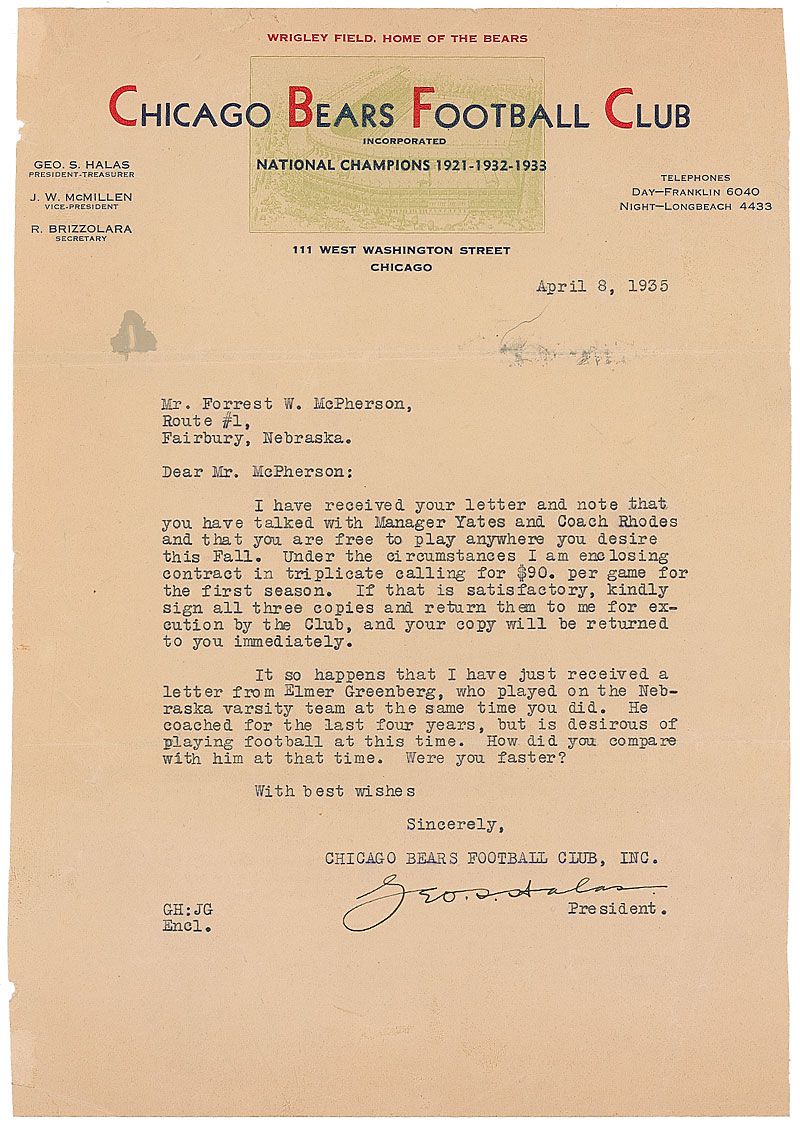 WRIGLEY FIELD, HOME OF THE BEARS
CHICAGO BEARS FOOTBALL CLUB
INCORPORATED
NATIONAL CHAMPIONS 1921-1932-1933
GEO. S. HALAS
PRESIDENT-TREASURER
J. W. McMILLEN
VICE-PRESIDENT
R. BRIZZOLARA
SECRETARY
TELEPHONES
DAY—FRANKLIN 6040
NIGHT—LONGBEACH 4433
111 WEST WASHINGTON STREET
CHICAGO
April 8, 1935
Mr. Forrest W. McPherson,
Route #1,
Fairbury, Nebraska.
Dear Mr. McPherson:
I have received your letter and note that
you have talked with Manager Yates and Coach Rhodes
and that you are free to play anywhere you desire
this Fall. Under the circumstances I am enclosing
contract in triplicate calling for $90. per game for
the first season. If that is satisfactory, kindly
sign all three copies and return them to me for ex-
cution by the Club, and your copy will be returned
to you immediately.
It so happens that I have just received a
letter from Elmer Greenberg, who played on the Neb-
raska varsity team at the same time you did. He
coached for the last four years, but is desirous of
playing football at this time. How did you compare
with him at that time. Were you faster?
With best wishes
Sincerely,
CHICAGO BEARS FOOTBALL CLUB, INC.
Geo. S. Halas
GH:JG President.
Encl.